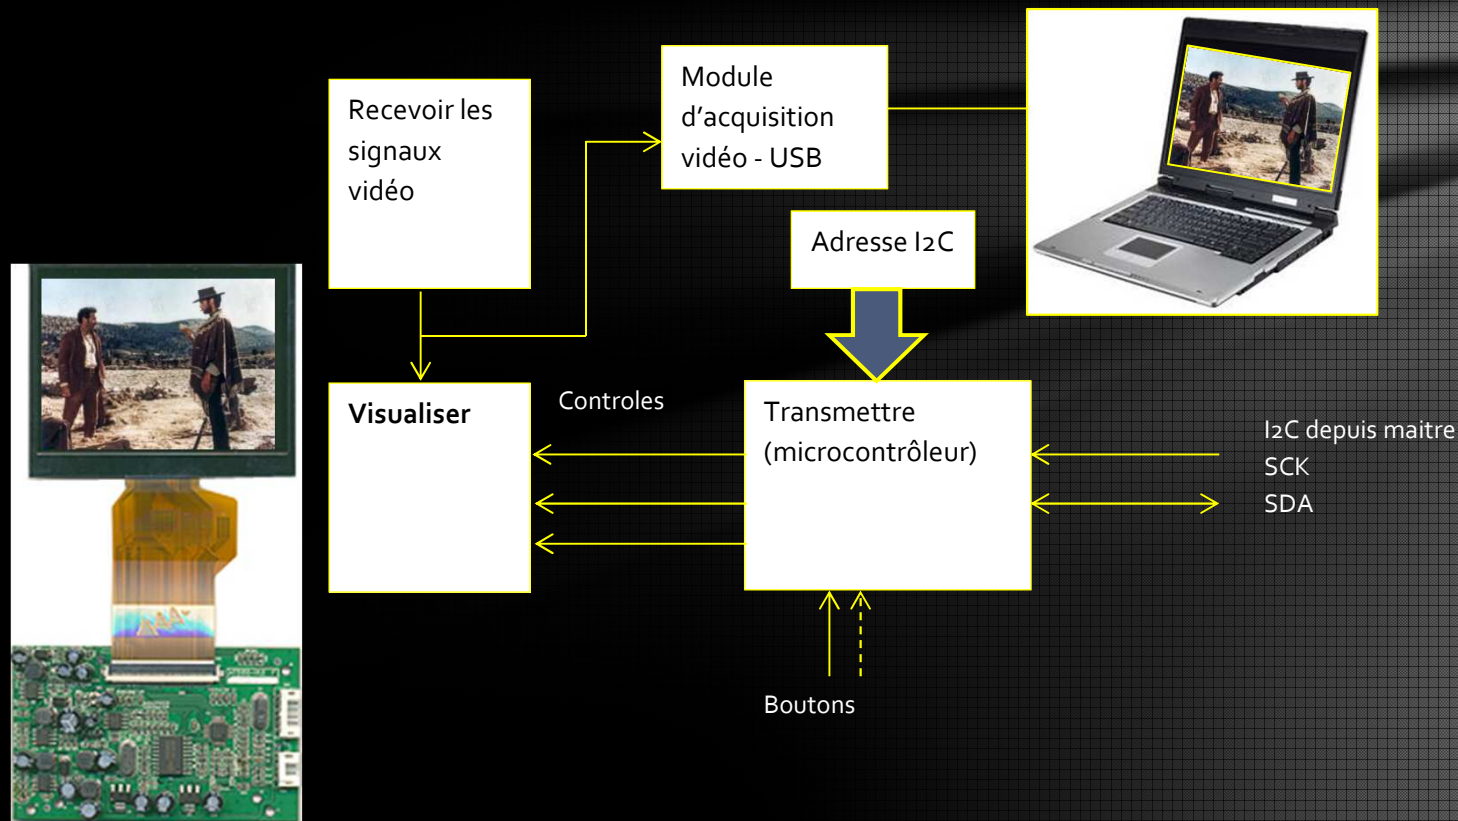 Recevoir les
signaux
vidéo
Module
d'acquisition
vidéo - USB
Adresse I2C
Visualiser
Controles
Transmettre
(microcontrôleur)
I2C depuis maitre
SCK
SDA
Boutons